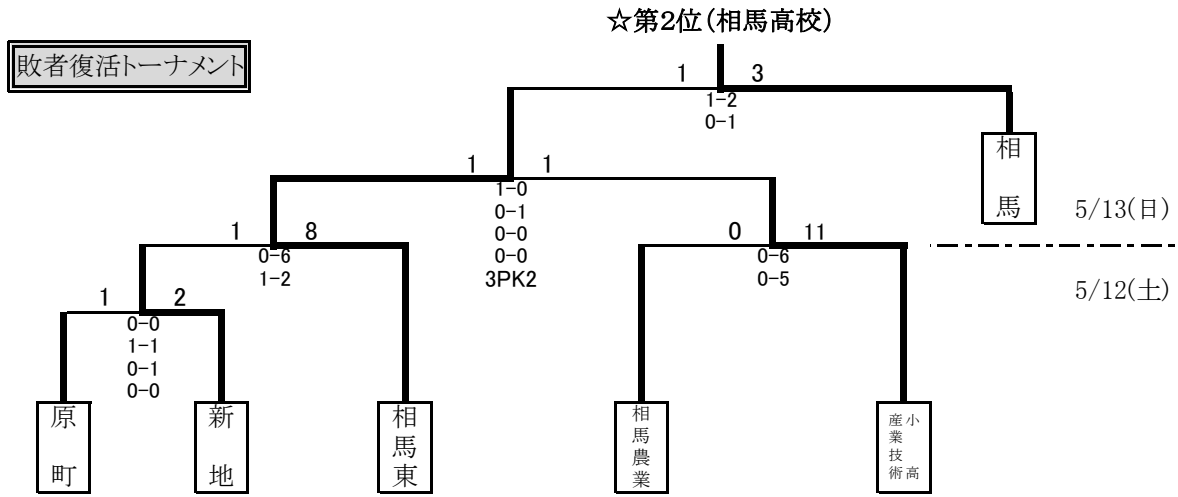 ☆第2位(相馬高校)
敗者復活トーナメント
1 3
1-2
0-1
相馬
1 1
1-0
0-1
0-0
0-0
3PK2
5/13(日)
1 8
0-6
1-2
0 11
0-6
0-5
5/12(土)
1 2
0-0
1-1
0-1
0-0
原町
新地
相馬東
相馬農業
小高
産業技術